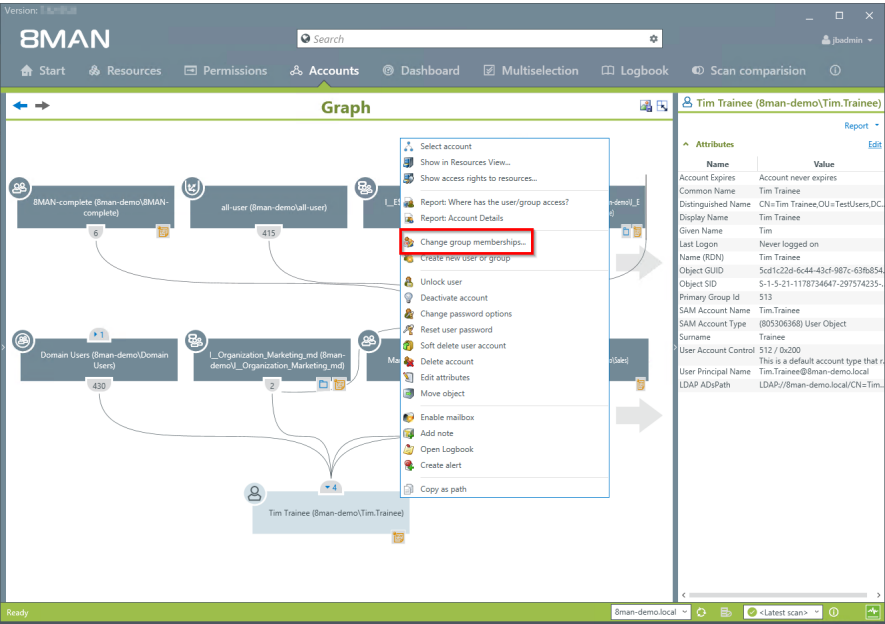 Version:
8MAN
Search
jbadmin
Start
Resources
Permissions
Accounts
Dashboard
Multiselection
Logbook
Scan comparision
Graph
Tim Trainee (8man-demo\Tim.Trainee)
Report
Attributes
Edit
Name Value
Account Expires Account never expires
Common Name Tim Trainee
Distinguished Name CN=Tim Trainee,OU=TestUsers,DC...
Display Name Tim Trainee
Given Name Tim
Last Logon Never logged on
Name (RDN) Tim Trainee
Object GUID 5cd1c22d-6c44-43cf-987c-63fb854...
Object SID S-1-5-21-1178734647-297574235-...
Primary Group Id 513
SAM Account Name Tim.Trainee
SAM Account Type (805306368) User Object
Surname Trainee
User Account Control 512 / 0x200
This is a default account type that r...
User Principal Name Tim.Trainee@8man-demo.local
LDAP ADsPath LDAP://8man-demo.local/CN=Tim...
8MAN-complete (8man-demo\8MAN-
complete)
6
all-user (8man-demo\all-user)
415
Select account
Show in Resources View...
Show access rights to resources...
Report: Where has the user/group access?
Report: Account Details
Change group memberships...
Create new user or group
Unlock user
Deactivate account
Change password options
Reset user password
Soft delete user account
Delete account
Edit attributes
Move object
Enable mailbox
Add note
Open Logbook
Create alert
Copy as path
1
Domain Users (8man-demo\Domain
Users)
430
I_Organization_Marketing_md (8man-
demo\I_Organization_Marketing_md)
2
4
Tim Trainee (8man-demo\Tim.Trainee)
Ready
8man-demo.local
<Latest scan>